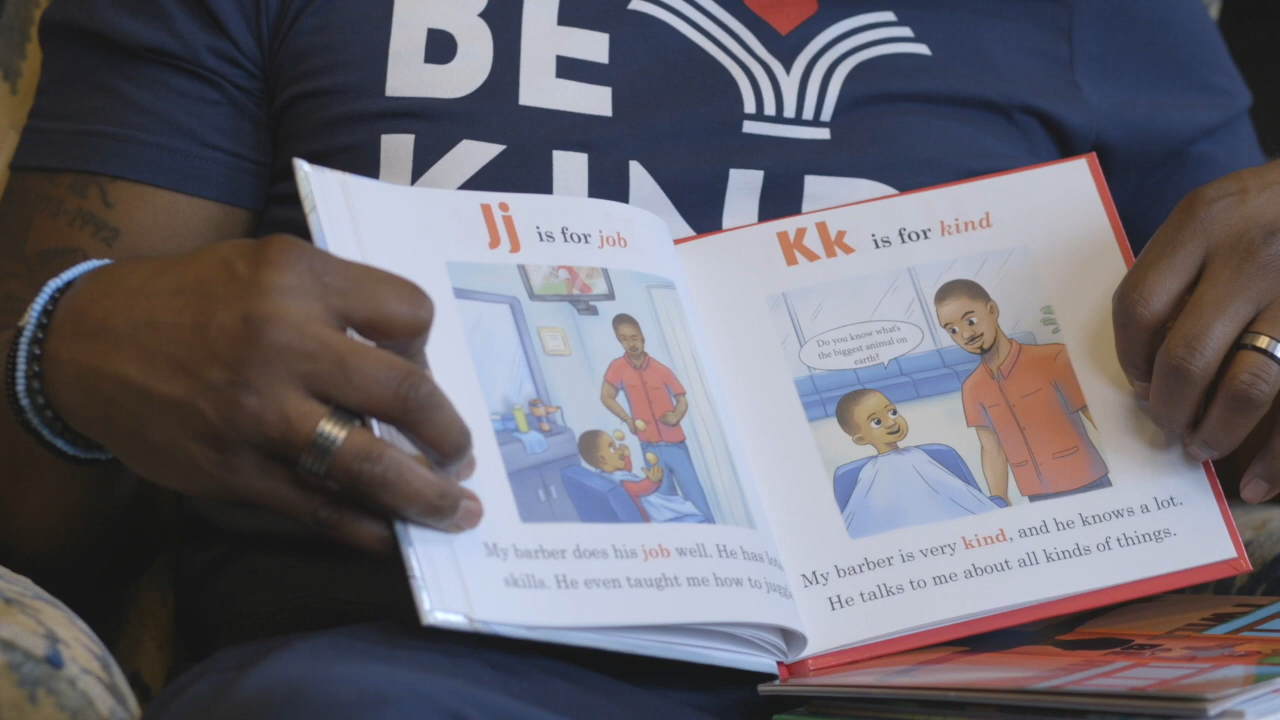 BE
KIND
Jj is for job
My barber does his job well. He has
skills. He even taught me how to
Kk is for kind
Do you know what's
the biggest animal on
earth?
My barber is very kind, and he knows a lot.
He talks to me about all kinds of things.